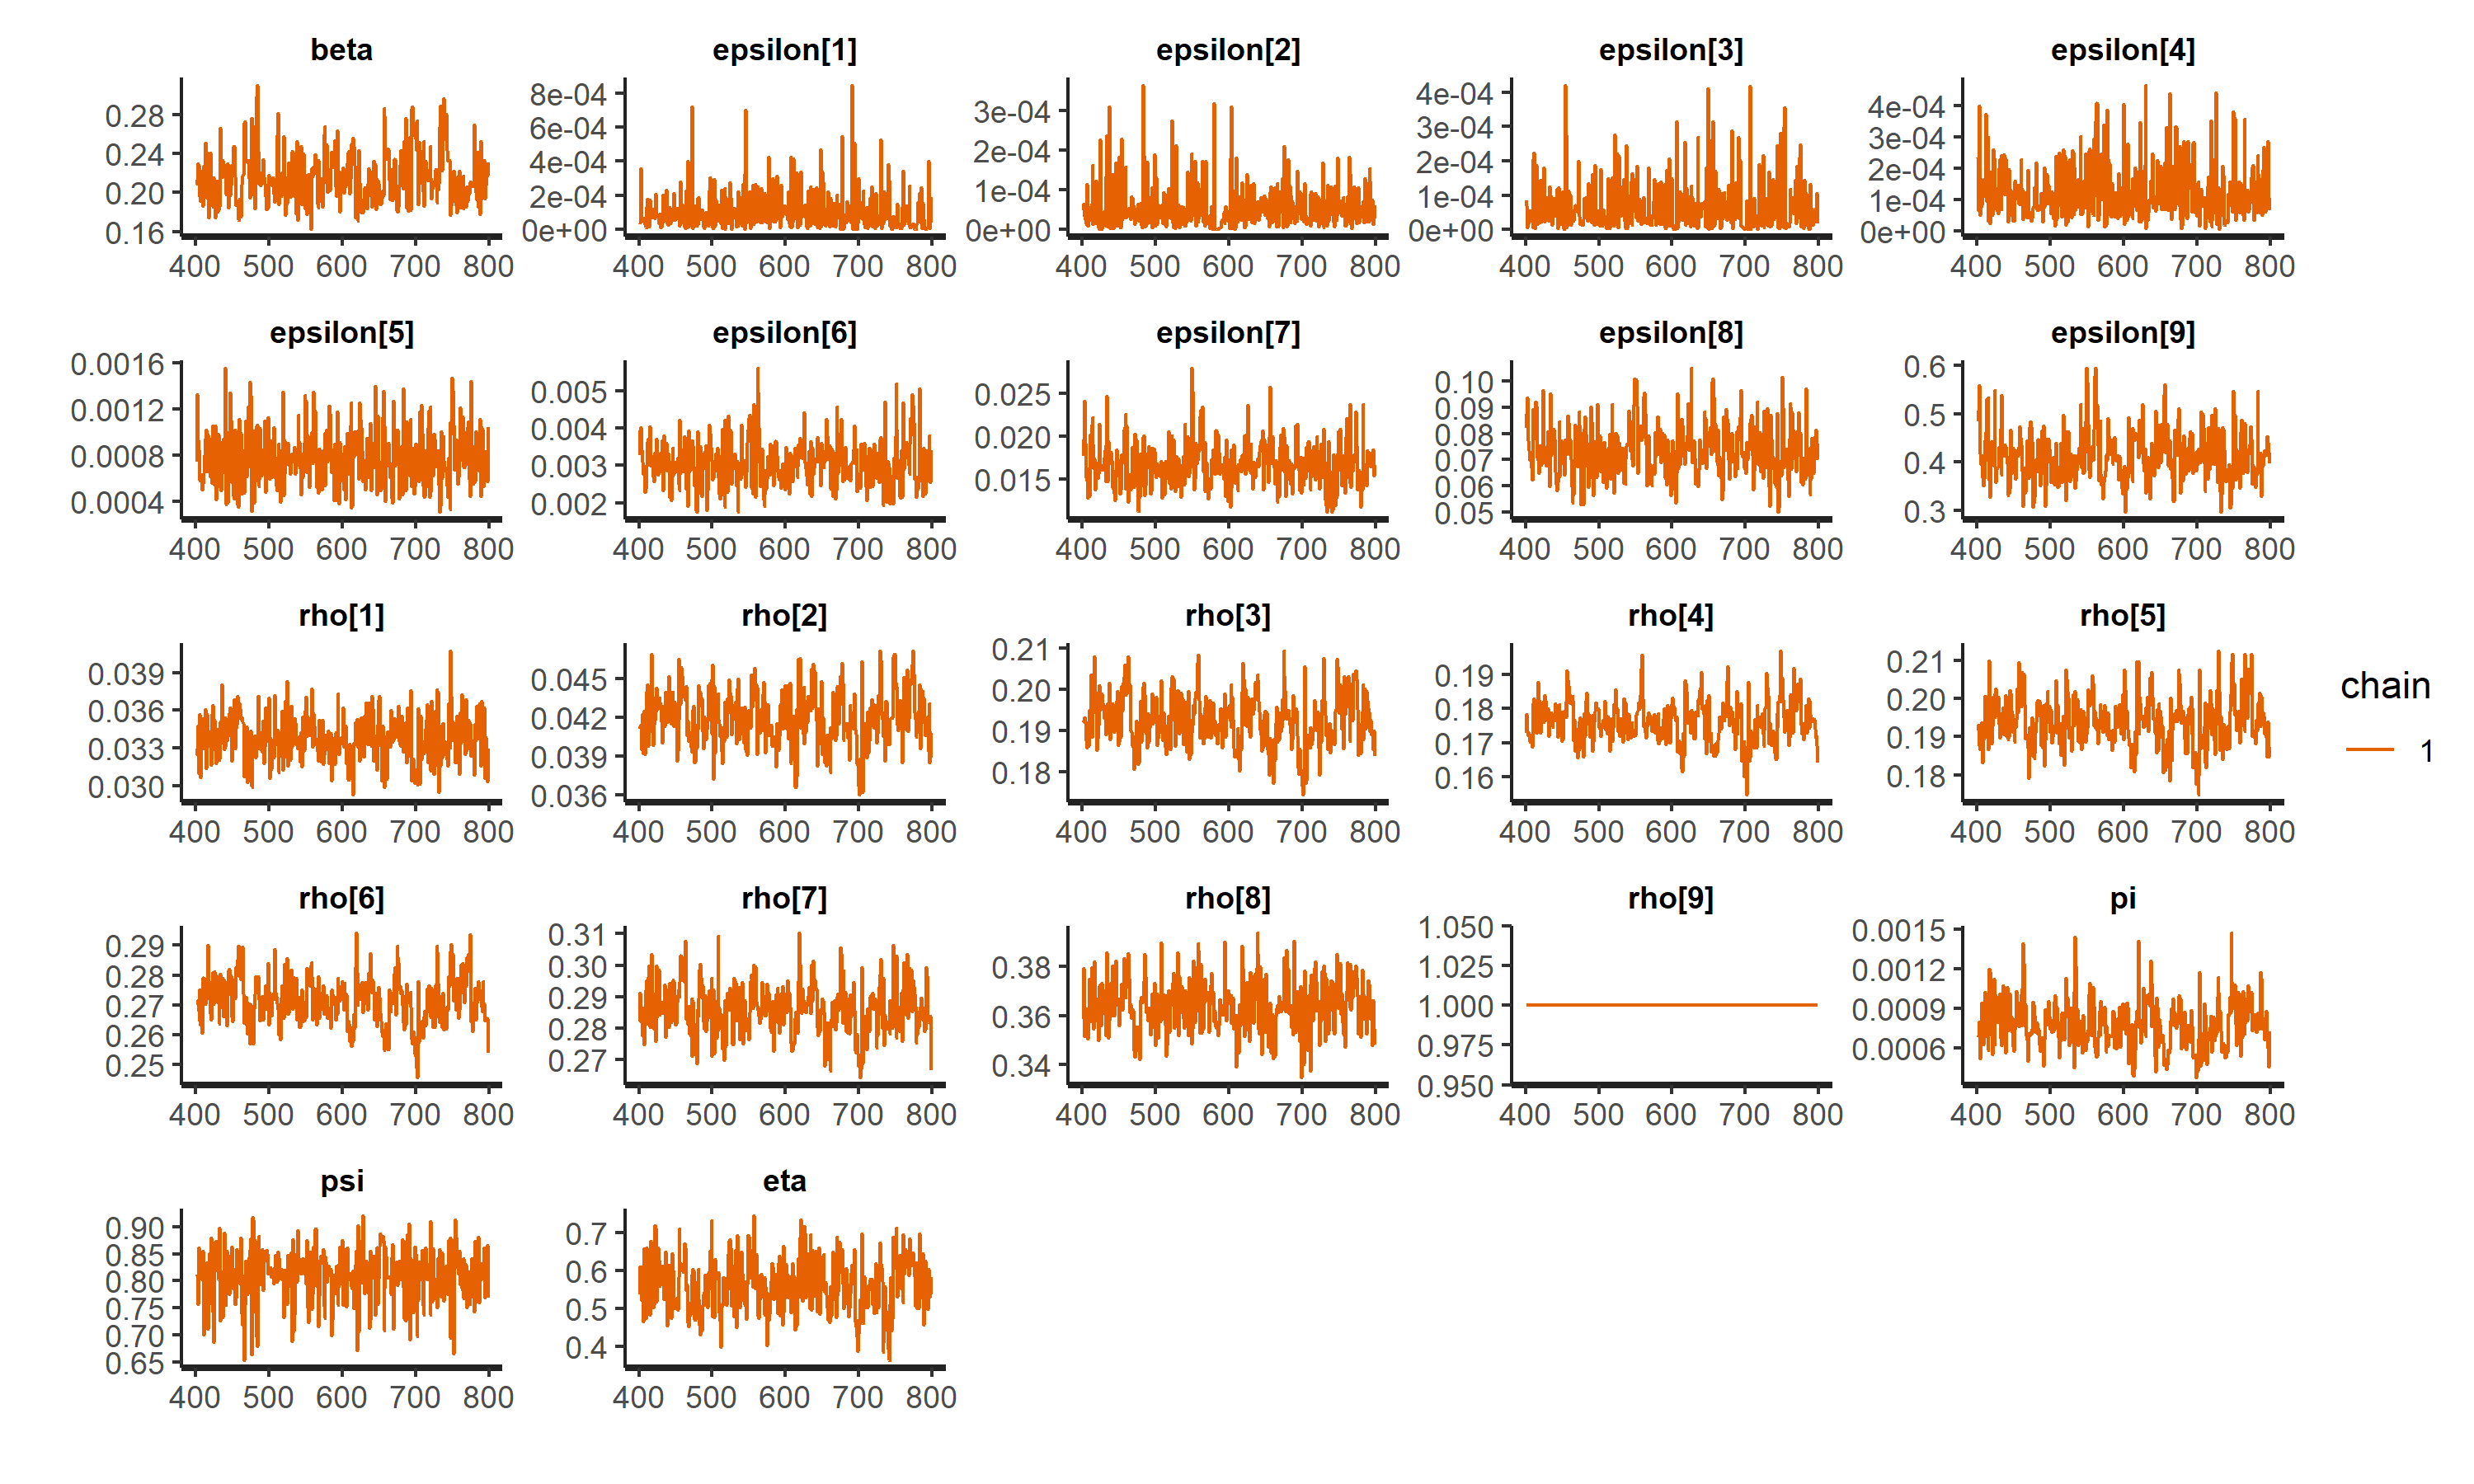 beta epsilon[1] epsilon[2] epsilon[3] epsilon[4]
0.28
0.24
0.20
0.16
400 500 600 700 800
8e-04
6e-04
4e-04
2e-04
0e+00
400 500 600 700 800
3e-04
2e-04
1e-04
0e+00
400 500 600 700 800
4e-04
3e-04
2e-04
1e-04
0e+00
400 500 600 700 800
4e-04
3e-04
2e-04
1e-04
0e+00
400 500 600 700 800
epsilon[5] epsilon[6] epsilon[7] epsilon[8] epsilon[9]
0.0016
0.0012
0.0008
0.0004
400 500 600 700 800
0.005
0.004
0.003
0.002
400 500 600 700 800
0.025
0.020
0.015
400 500 600 700 800
0.10
0.09
0.08
0.07
0.06
0.05
400 500 600 700 800
0.6
0.5
0.4
0.3
400 500 600 700 800
rho[1] rho[2] rho[3] rho[4] rho[5]
0.039
0.036
0.033
0.030
400 500 600 700 800
0.045
0.042
0.039
0.036
400 500 600 700 800
0.21
0.20
0.19
0.18
400 500 600 700 800
0.19
0.18
0.17
0.16
400 500 600 700 800
0.21
0.20
0.19
0.18
400 500 600 700 800
chain
1
rho[6] rho[7] rho[8] rho[9] pi
0.29
0.28
0.27
0.26
0.25
400 500 600 700 800
0.31
0.30
0.29
0.28
0.27
400 500 600 700 800
0.38
0.36
0.34
400 500 600 700 800
1.050
1.025
1.000
0.975
0.950
400 500 600 700 800
0.0015
0.0012
0.0009
0.0006
400 500 600 700 800
psi eta
0.90
0.85
0.80
0.75
0.70
0.65
400 500 600 700 800
0.7
0.6
0.5
0.4
400 500 600 700 800